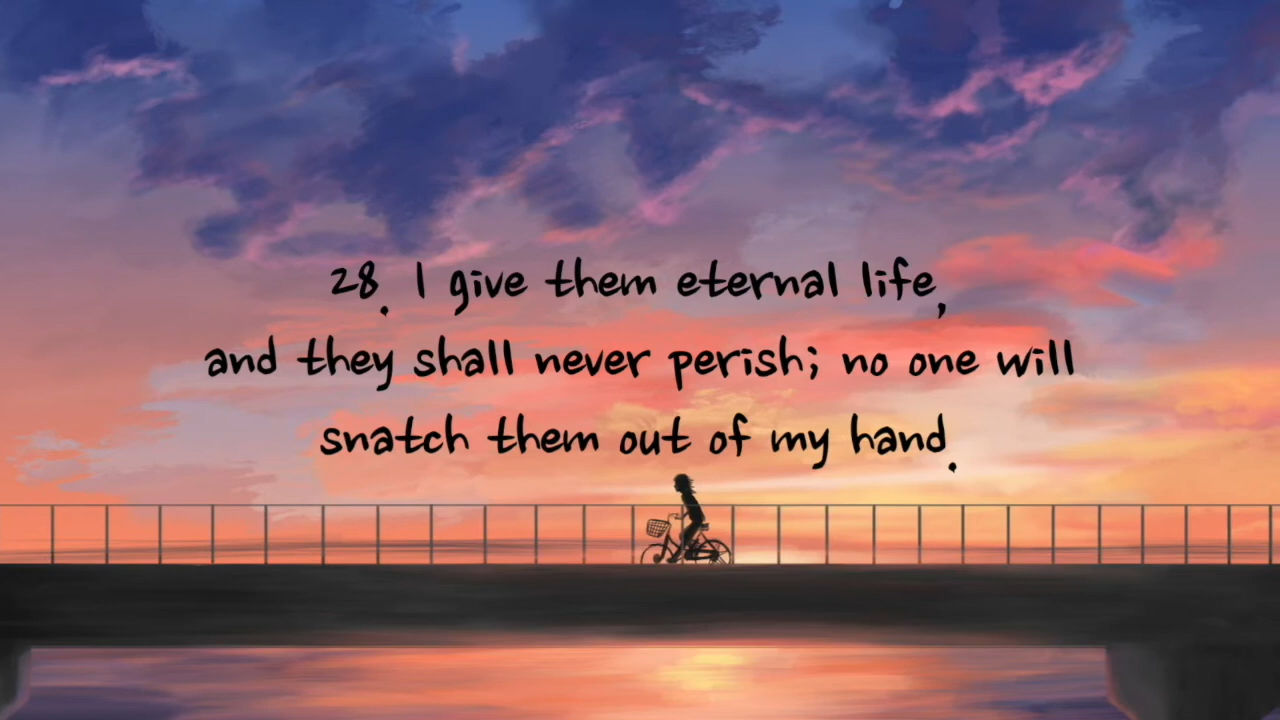 28. I give them eternal life,
and they shall never perish; no one will
snatch them out of my hand.